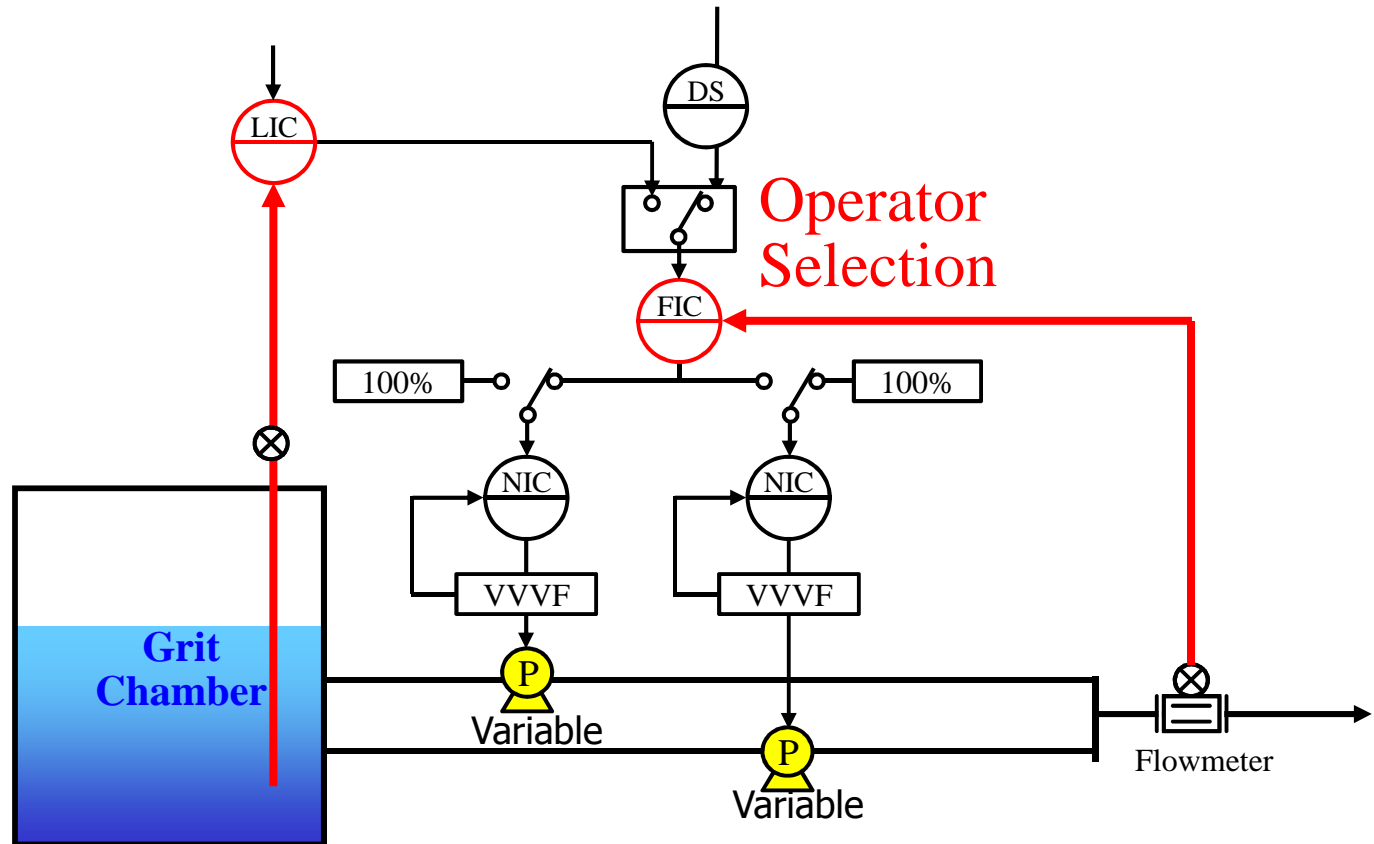 DS
LIC
Operator
Selection
FIC
100%
100%
NIC
NIC
VVVF
VVVF
Grit
Chamber
P
Variable
P
Variable
Flowmeter